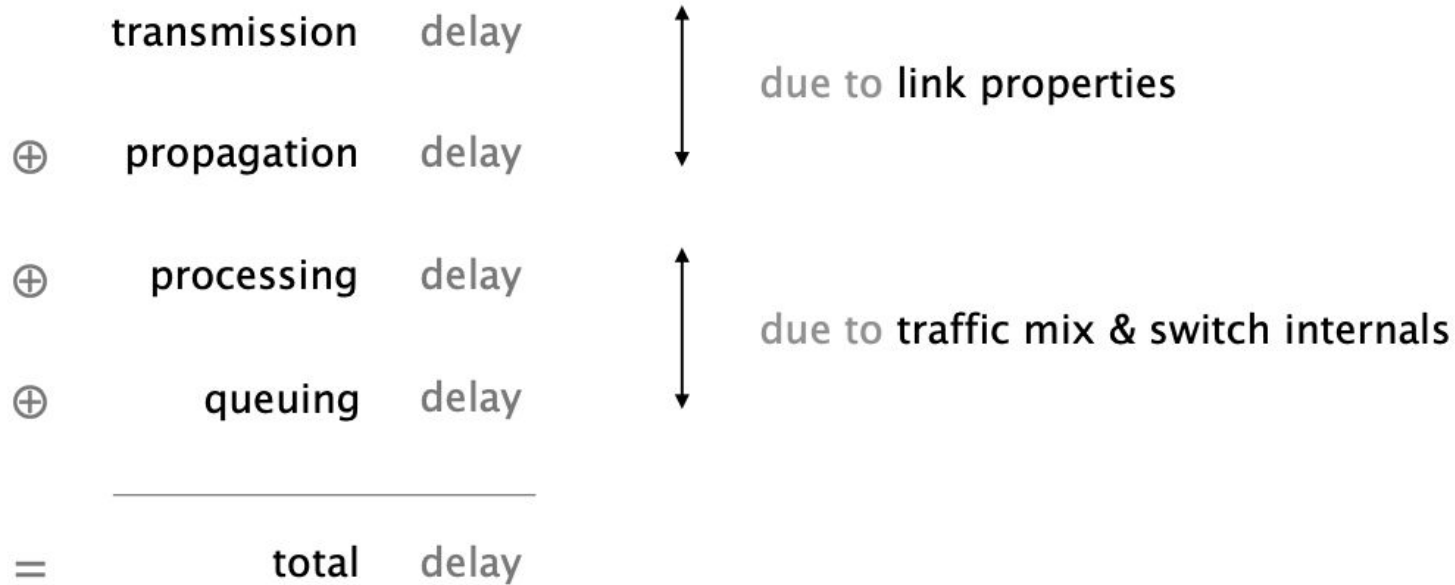 transmission delay
due to link properties
⊕ propagation delay
⊕ processing delay
due to traffic mix & switch internals
⊕ queuing delay
= total delay